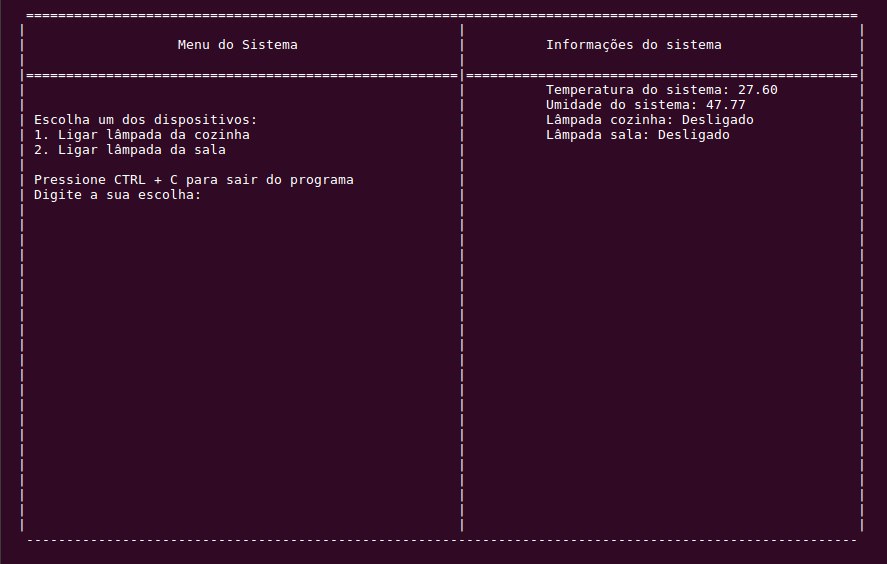 Menu do Sistema
Informações do sistema
Escolha um dos dispositivos:
1. Ligar lâmpada da cozinha
2. Ligar lâmpada da sala
Pressione CTRL + C para sair do programa
Digite a sua escolha:
Temperatura do sistema: 27.60
Umidade do sistema: 47.77
Lâmpada cozinha: Desligado
Lâmpada sala: Desligado